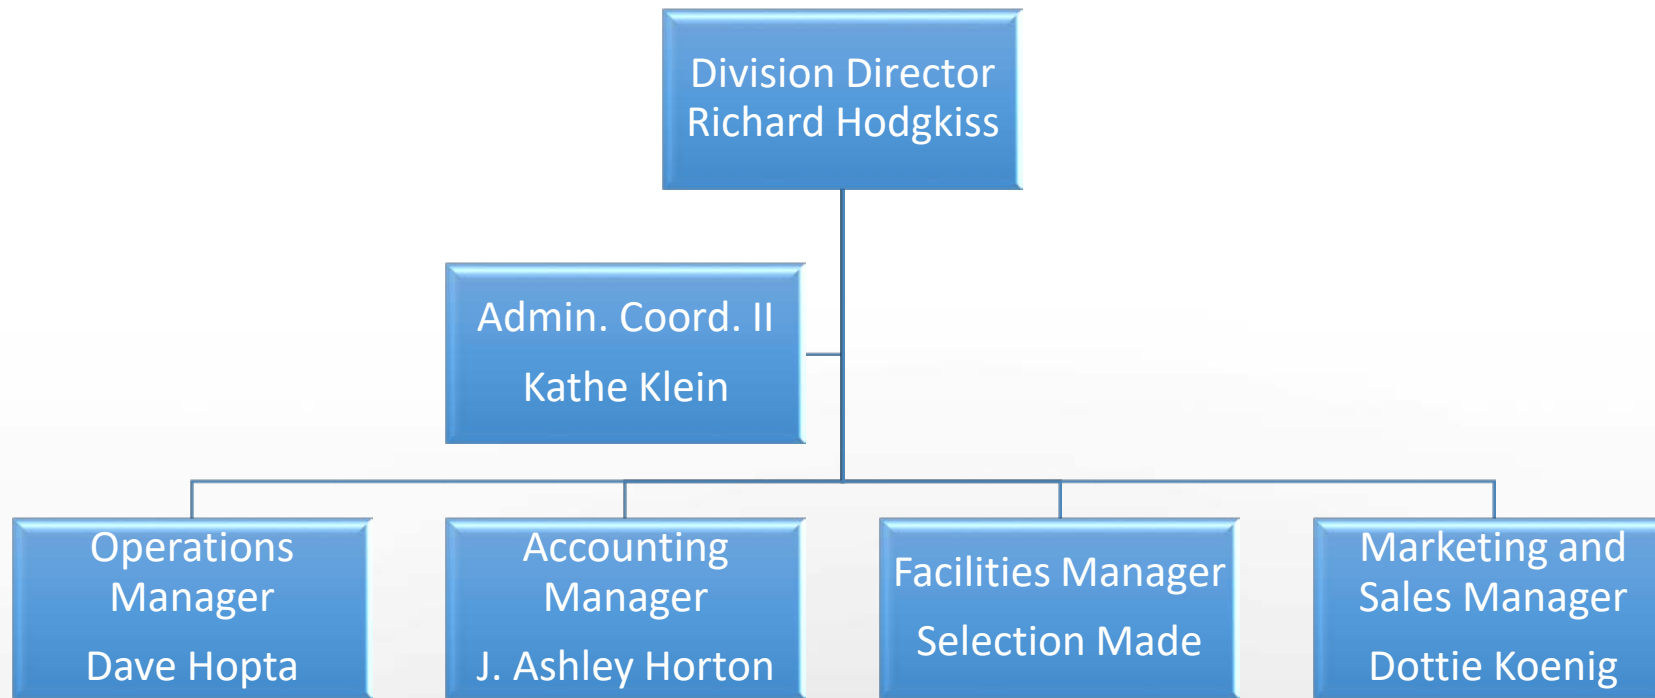 Division Director
Richard Hodgkiss
Admin. Coord. II
Kathe Klein
Operations
Manager
Dave Hopta
Accounting
Manager
J. Ashley Horton
Facilities Manager
Selection Made
Marketing and
Sales Manager
Dottie Koenig